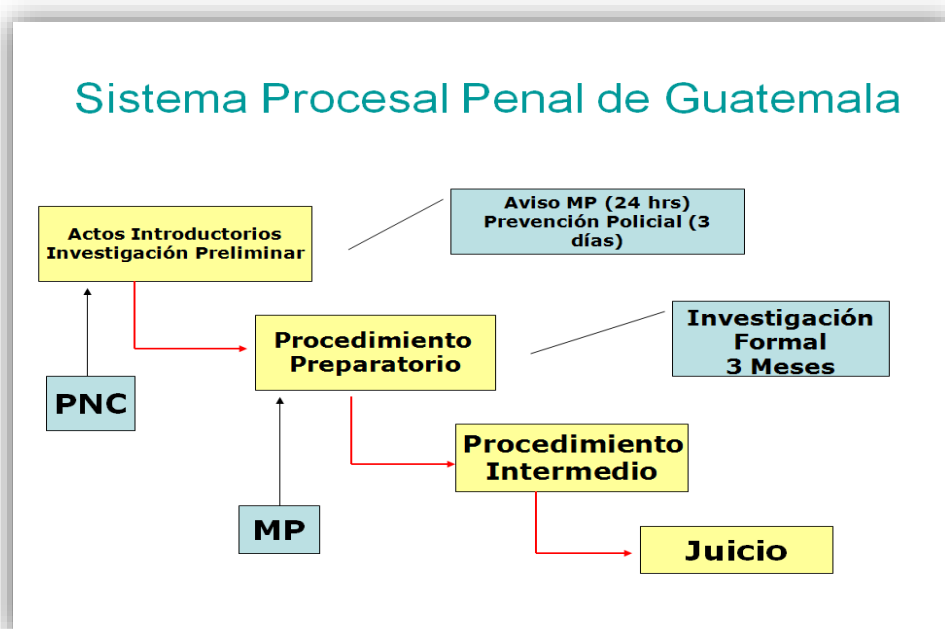 Sistema Procesal Penal de Guatemala
Aviso MP (24 hrs)
Prevención Policial (3
días)
Actos Introductorios
Investigación Preliminar
Investigación
Formal
3 Meses
Procedimiento
Preparatorio
PNC
Procedimiento
Intermedio
MP
Juicio